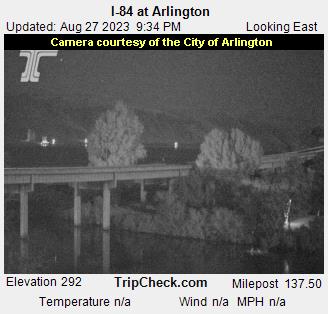 I-84 at Arlington
Updated: Aug 27 2023 9:34 PM Looking East
Camera courtesy of the City of Arlington
Elevation 292 TripCheck.com Milepost 137.50
Temperature n/a Wind n/a MPH n/a